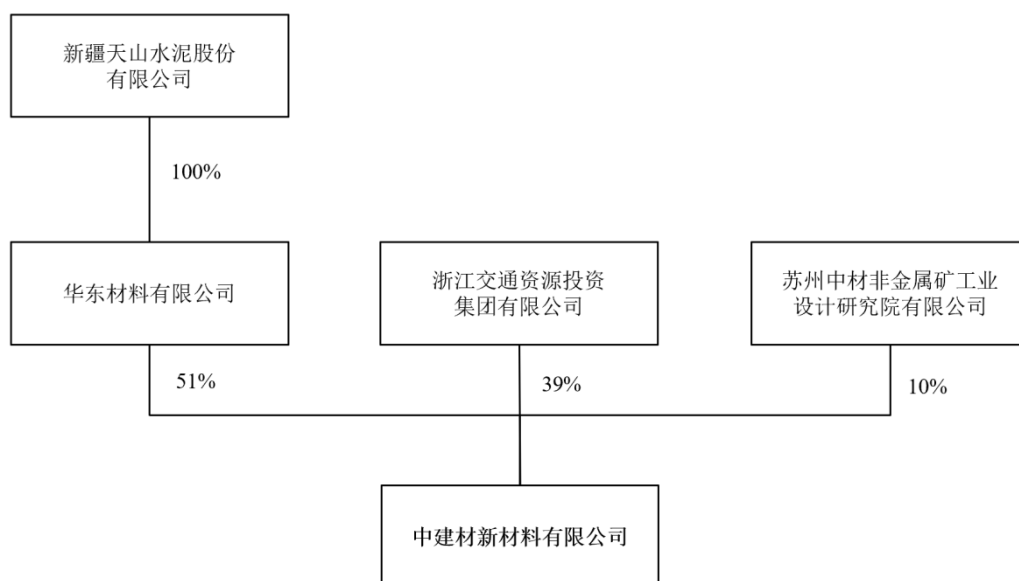 新疆天山水泥股份
有限公司
100%
华东材料有限公司
浙江交通资源投资
集团有限公司
苏州中材非金属矿工业
设计研究院有限公司
51%
39%
10%
中建材新材料有限公司